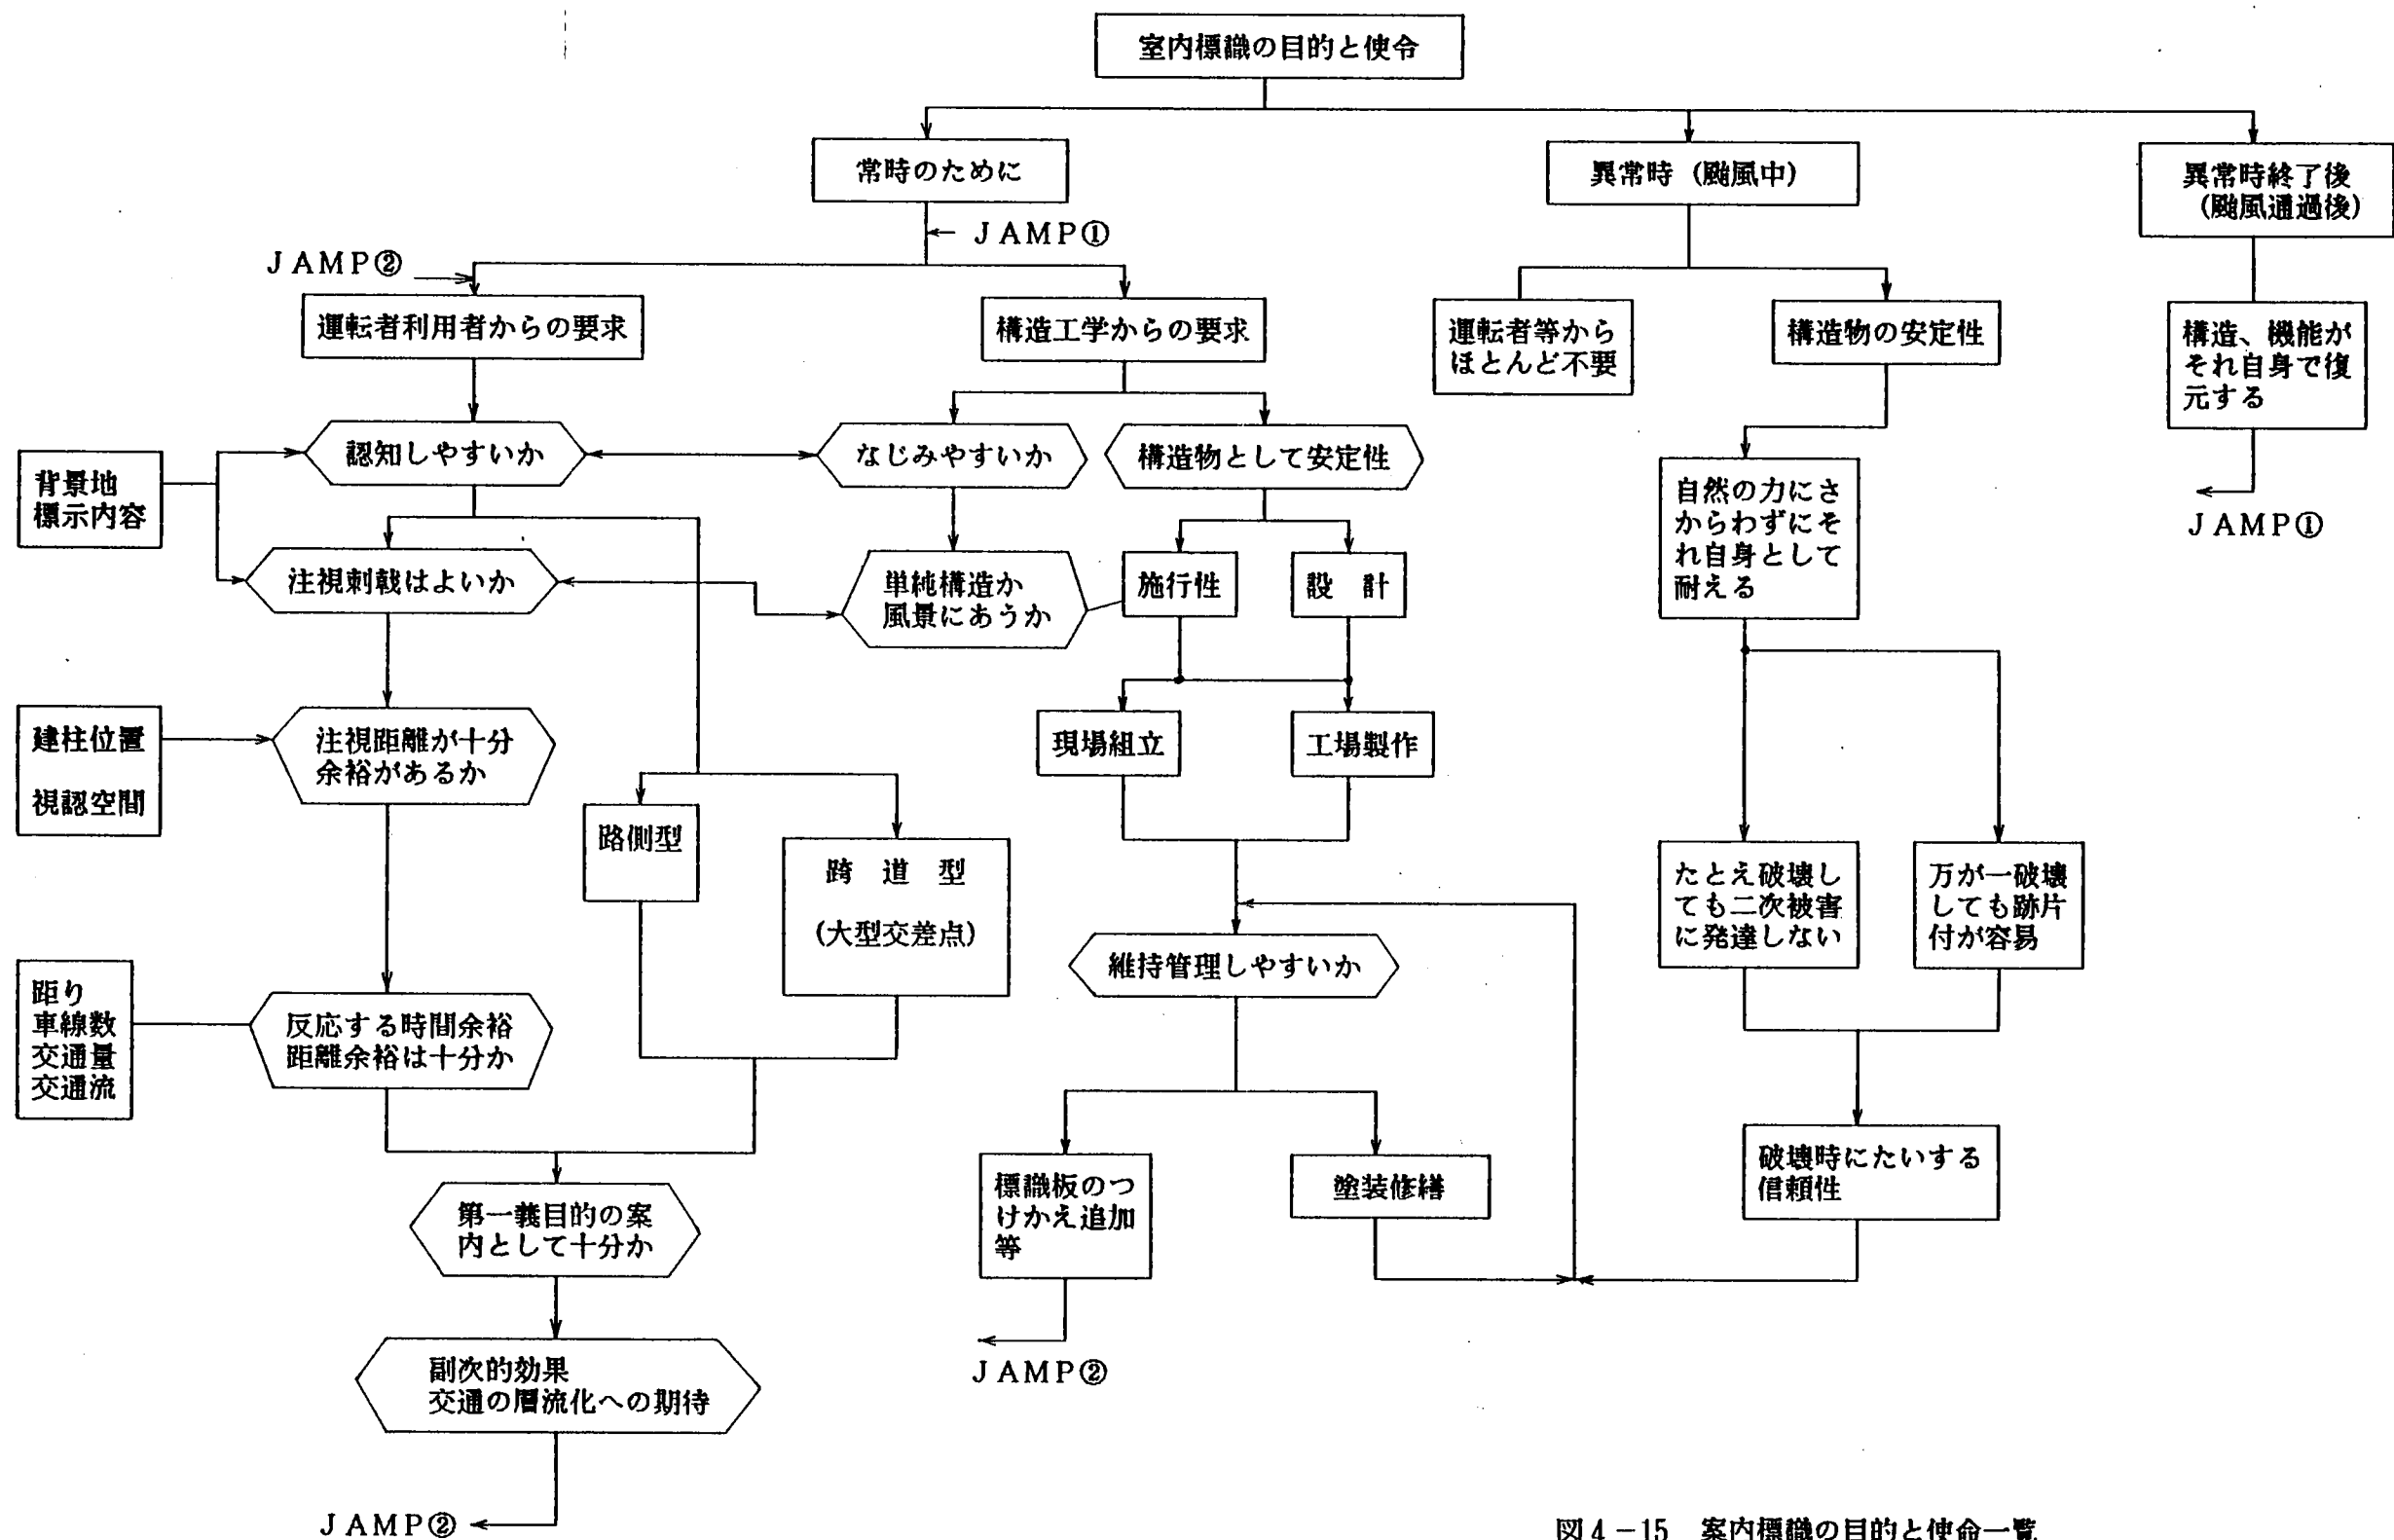 室内標識の目的と使令
常時のために
異常時(颱風中)
異常時終了後
(颱風通過後)
JAMP①
JAMP②
運転者利用者からの要求
構造工学からの要求
運転者等から
ほとんど不要
構造物の安定性
構造、機能が
それ自身で復
元する
認知しやすいか
なじみやすいか
構造物として安定性
背景地
標示内容
自然の力にさ
からわずにそ
れ自身として
耐える
JAMP①
注視刺戟はよいか
単純構造か
風景にあうか
施行性
設 計
建柱位置
視認空間
注視距離が十分
余裕があるか
現場組立
工場製作
路側型
跨 道 型
(大型交差点)
たとえ破壊し
ても二次被害
に発達しない
万が一破壊
しても跡片
付が容易
維持管理しやすいか
距り
車線数
交通量
交通流
反応する時間余裕
距離余裕は十分か
標識板のつ
けかえ追加
等
塗装修繕
破壊時にたいする
信頼性
第一義目的の案
内として十分か
JAMP②
副次的効果
交通の層流化への期待
JAMP②
図4-15 案内標識の目的と使命一覧